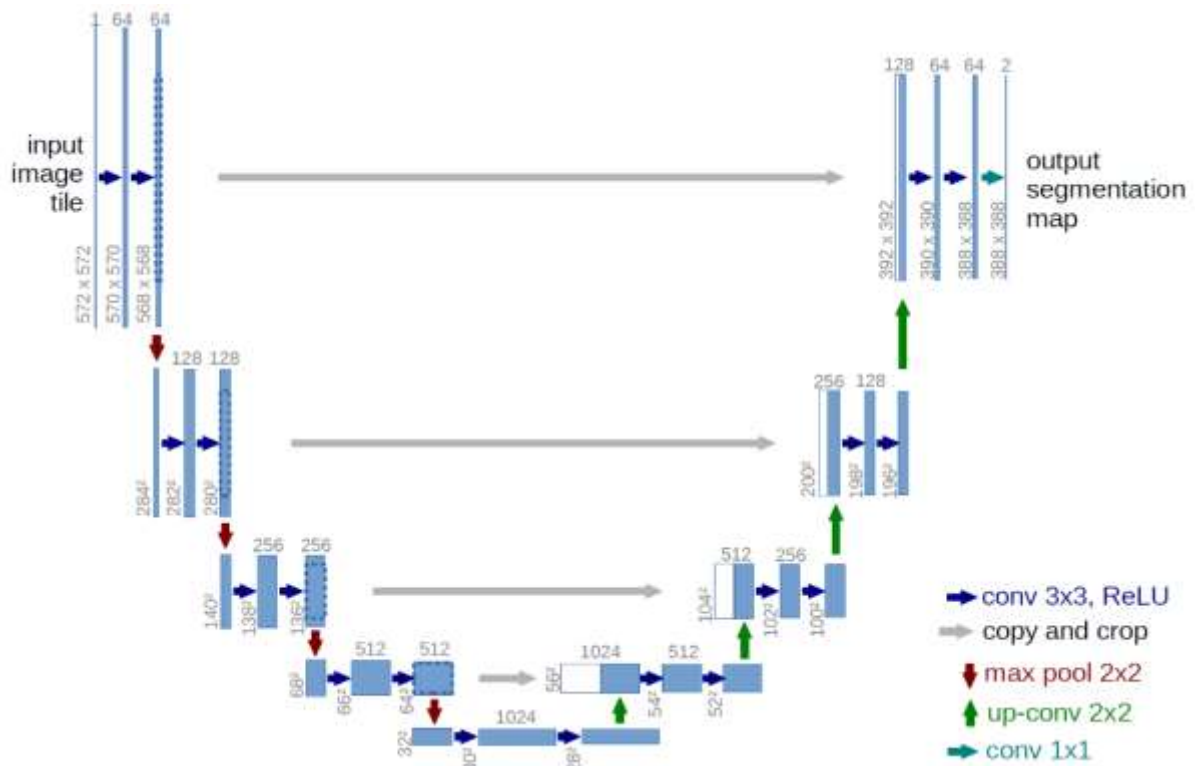 1 64 64
input
image
tile
572 x 572
570 x 570
568 x 568
128 64 64 2
output
segmentation
map
392 x 392
390 x 390
388 x 388
388 x 388
128 128
284²
282²
280²
256 128
200²
198²
196²
256 256
140²
138²
136²
512 256
104²
102²
100²
512 512
68²
66²
64²
1024 512
56²
54²
52²
1024
32²
conv 3x3, ReLU
copy and crop
max pool 2x2
up-conv 2x2
conv 1x1